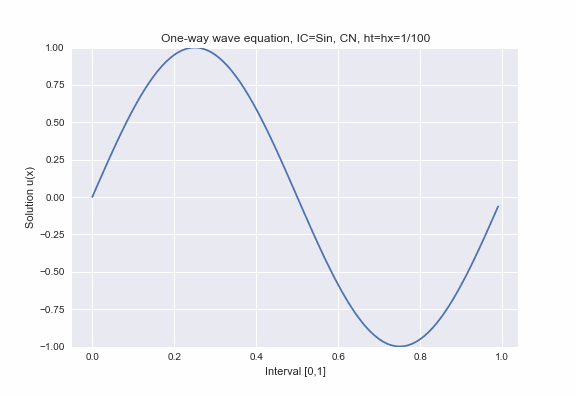 One-way wave equation, IC=Sin, CN, ht=hx=1/100
1.00
0.75
0.50
0.25
0.00
−0.25
−0.50
−0.75
−1.00
Solution u(x)
0.0 0.2 0.4 0.6 0.8 1.0
Interval [0,1]